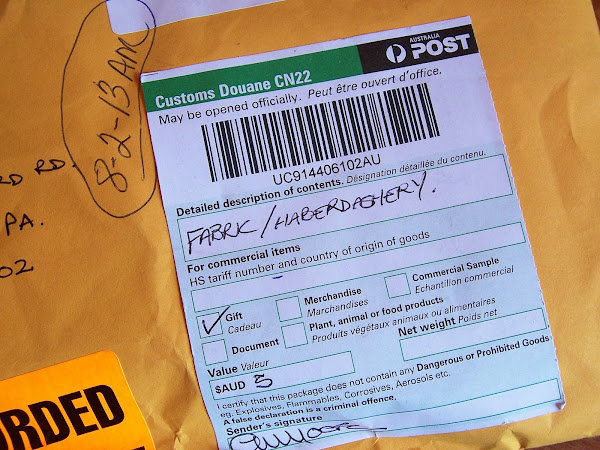 8-2-13 AM
RD RD.
PA.
02
AUSTRALIA
POST
Customs Douane CN22
May be opened officially. Peut être ouvert d'office.
UC914406102AU
Detailed description of contents. Désignation détaillée du contenu.
FABRIC/HABERDASHERY.
For commercial items
HS tariff number and country of origin of goods
Gift
Cadeau
Merchandise
Marchandises
Commercial Sample
Echantillon commercial
Document
Plant, animal or food products
Produits végétaux animaux ou alimentaires
Value Valeur
Net weight Poids net
$AUD 5
I certify that this package does not contain any Dangerous or Prohibited Goods
eg. Explosives, Flammables, Corrosives, Aerosols etc.
A false declaration is a criminal offence.
Sender's signature
ORDED